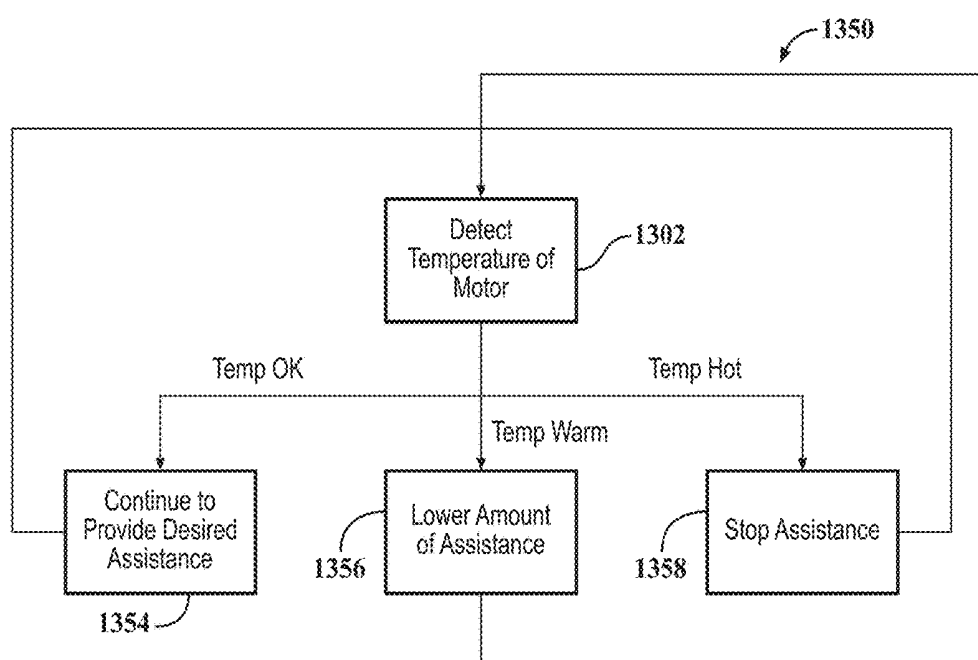 1350
Detect
Temperature of
Motor
1302
Temp OK
Temp Hot
Temp Warm
Continue to
Provide Desired
Assistance
1354
Lower Amount
of Assistance
1356
Stop Assistance
1358